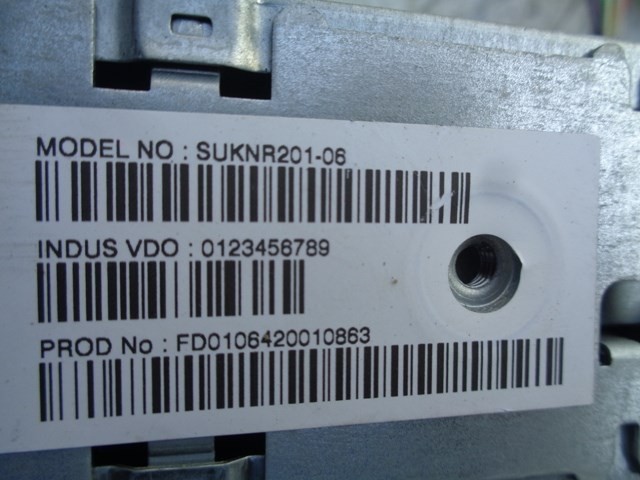 MODEL NO : SUKNR201-06
INDUS VDO : 0123456789
PROD No : FD0106420010863